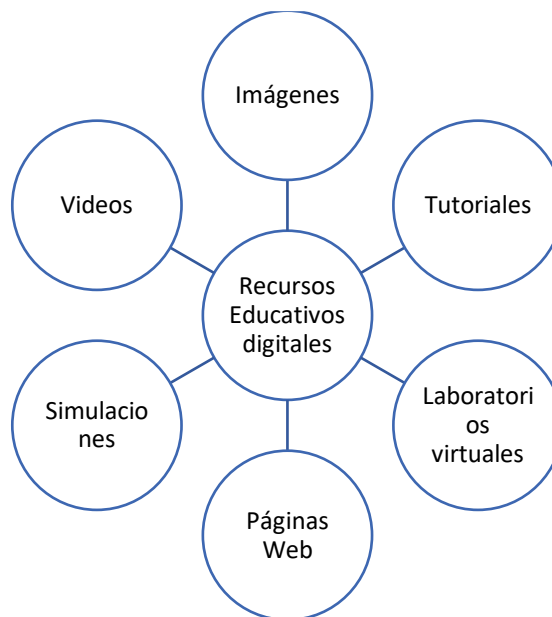 Imágenes
Videos
Tutoriales
Recursos
Educativos
digitales
Simulacio
nes
Laboratori
os
virtuales
Páginas
Web